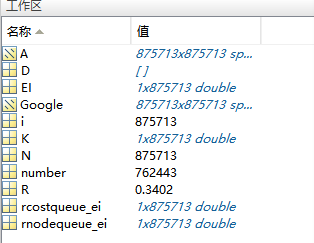 工作区
名称 值
A 875713x875713 sp...
D []
EI 1x875713 double
Google 875713x875713 sp...
i 875713
K 1x875713 double
N 875713
number 762443
R 0.3402
rcostqueue_ei 1x875713 double
rnodequeue_ei 1x875713 double